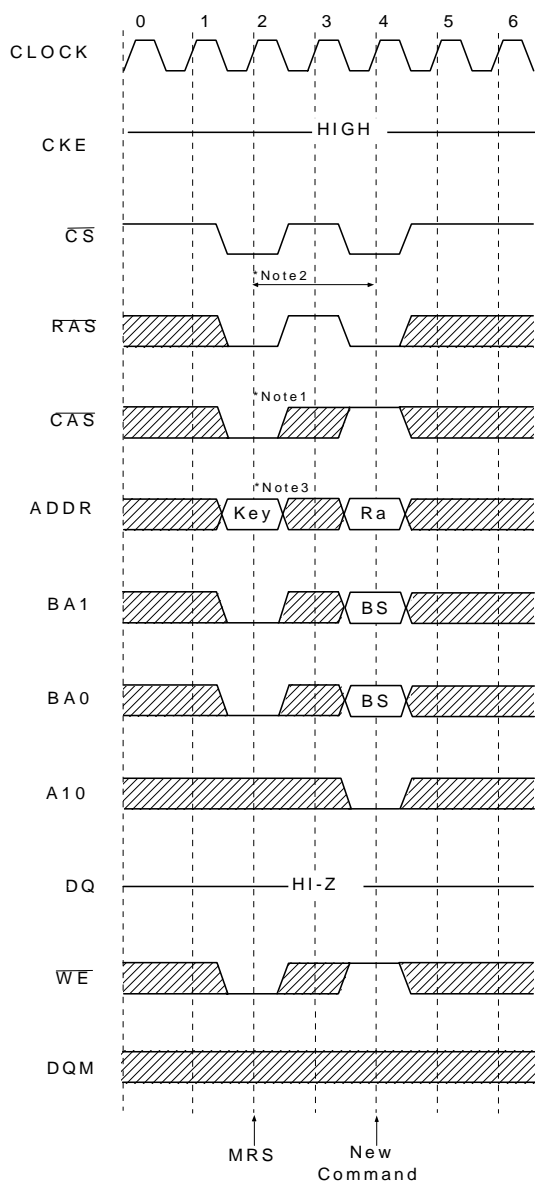 0 1 2 3 4 5 6
CLOCK
HIGH
CKE
CS
*Note2
RAS
*Note1
CAS
*Note3
ADDR Key Ra
BA1 BS
BA0 BS
A10
DQ HI-Z
WE
DQM
MRS New
Command